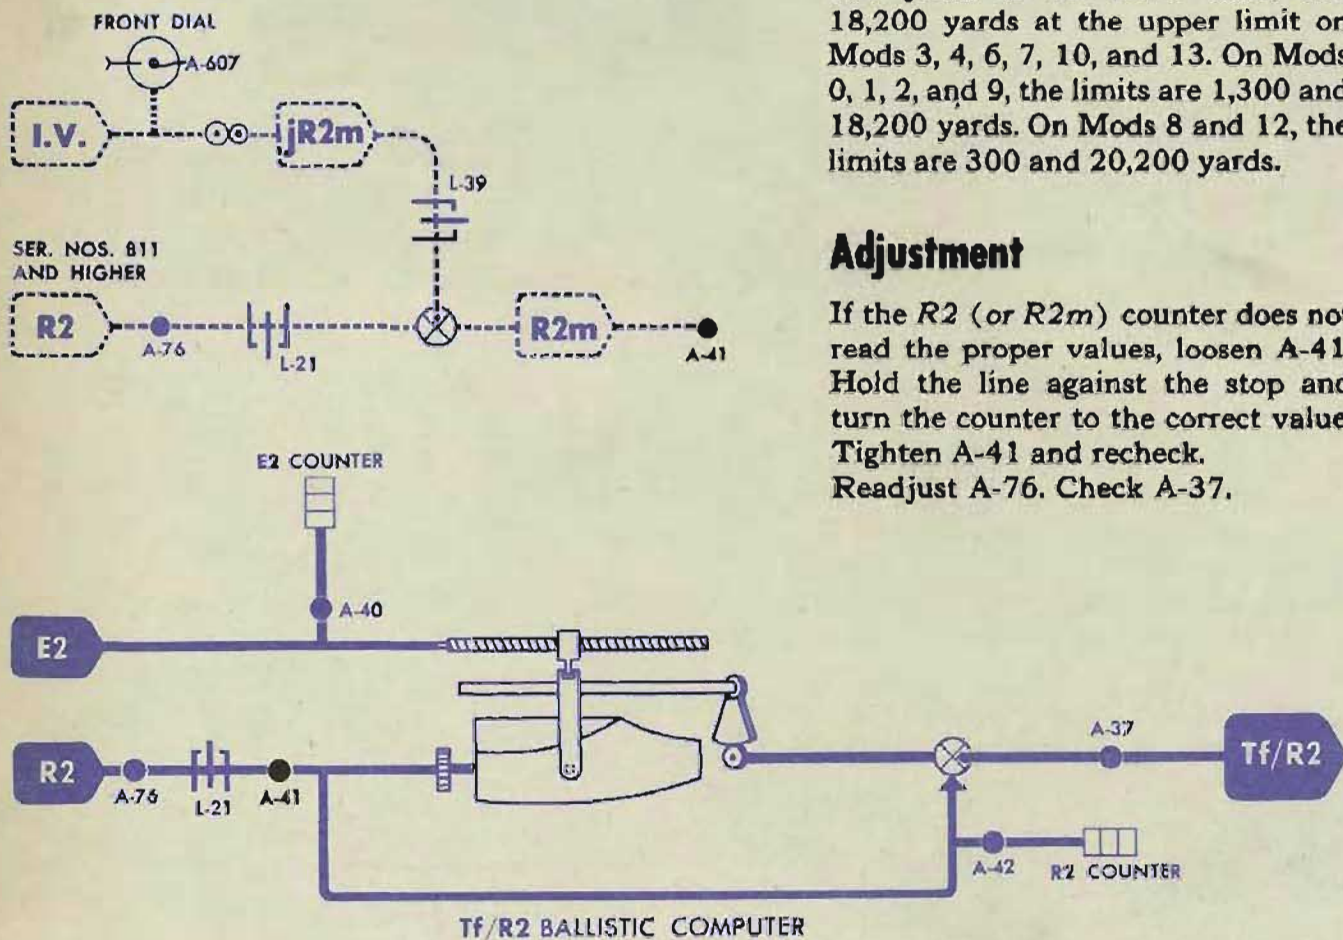 FRONT DIAL
A-607
I.V.
jR2m
L-39
SER. NOS. 811
AND HIGHER
R2
A-76
L-21
R2m
A-41
18,200 yards at the upper limit on
Mods 3, 4, 6, 7, 10, and 13. On Mods
0, 1, 2, and 9, the limits are 1,300 and
18,200 yards. On Mods 8 and 12, the
limits are 300 and 20,200 yards.
Adjustment
If the R2 (or R2m) counter does not
read the proper values, loosen A-41.
Hold the line against the stop and
turn the counter to the correct value.
Tighten A-41 and recheck.
Readjust A-76. Check A-37.
E2 COUNTER
A-40
E2
R2
A-76
L-21
A-41
A-37
Tf/R2
A-42
R2 COUNTER
Tf/R2 BALLISTIC COMPUTER